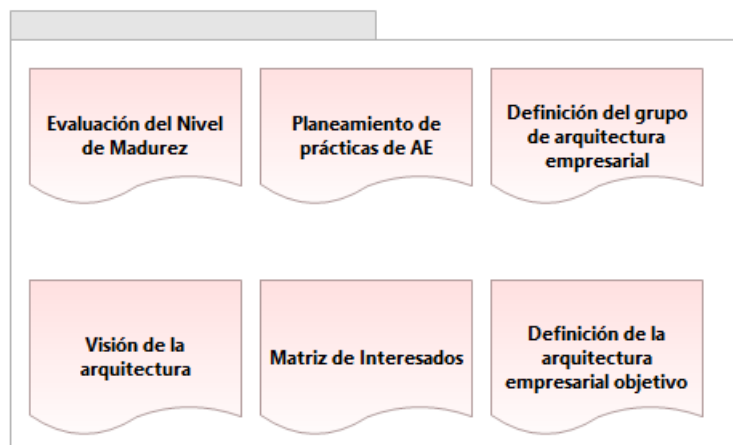 Evaluación del Nivel
de Madurez
Planeamiento de
prácticas de AE
Definición del grupo
de arquitectura
empresarial
Visión de la
arquitectura
Matriz de Interesados
Definición de la
arquitectura
empresarial objetivo